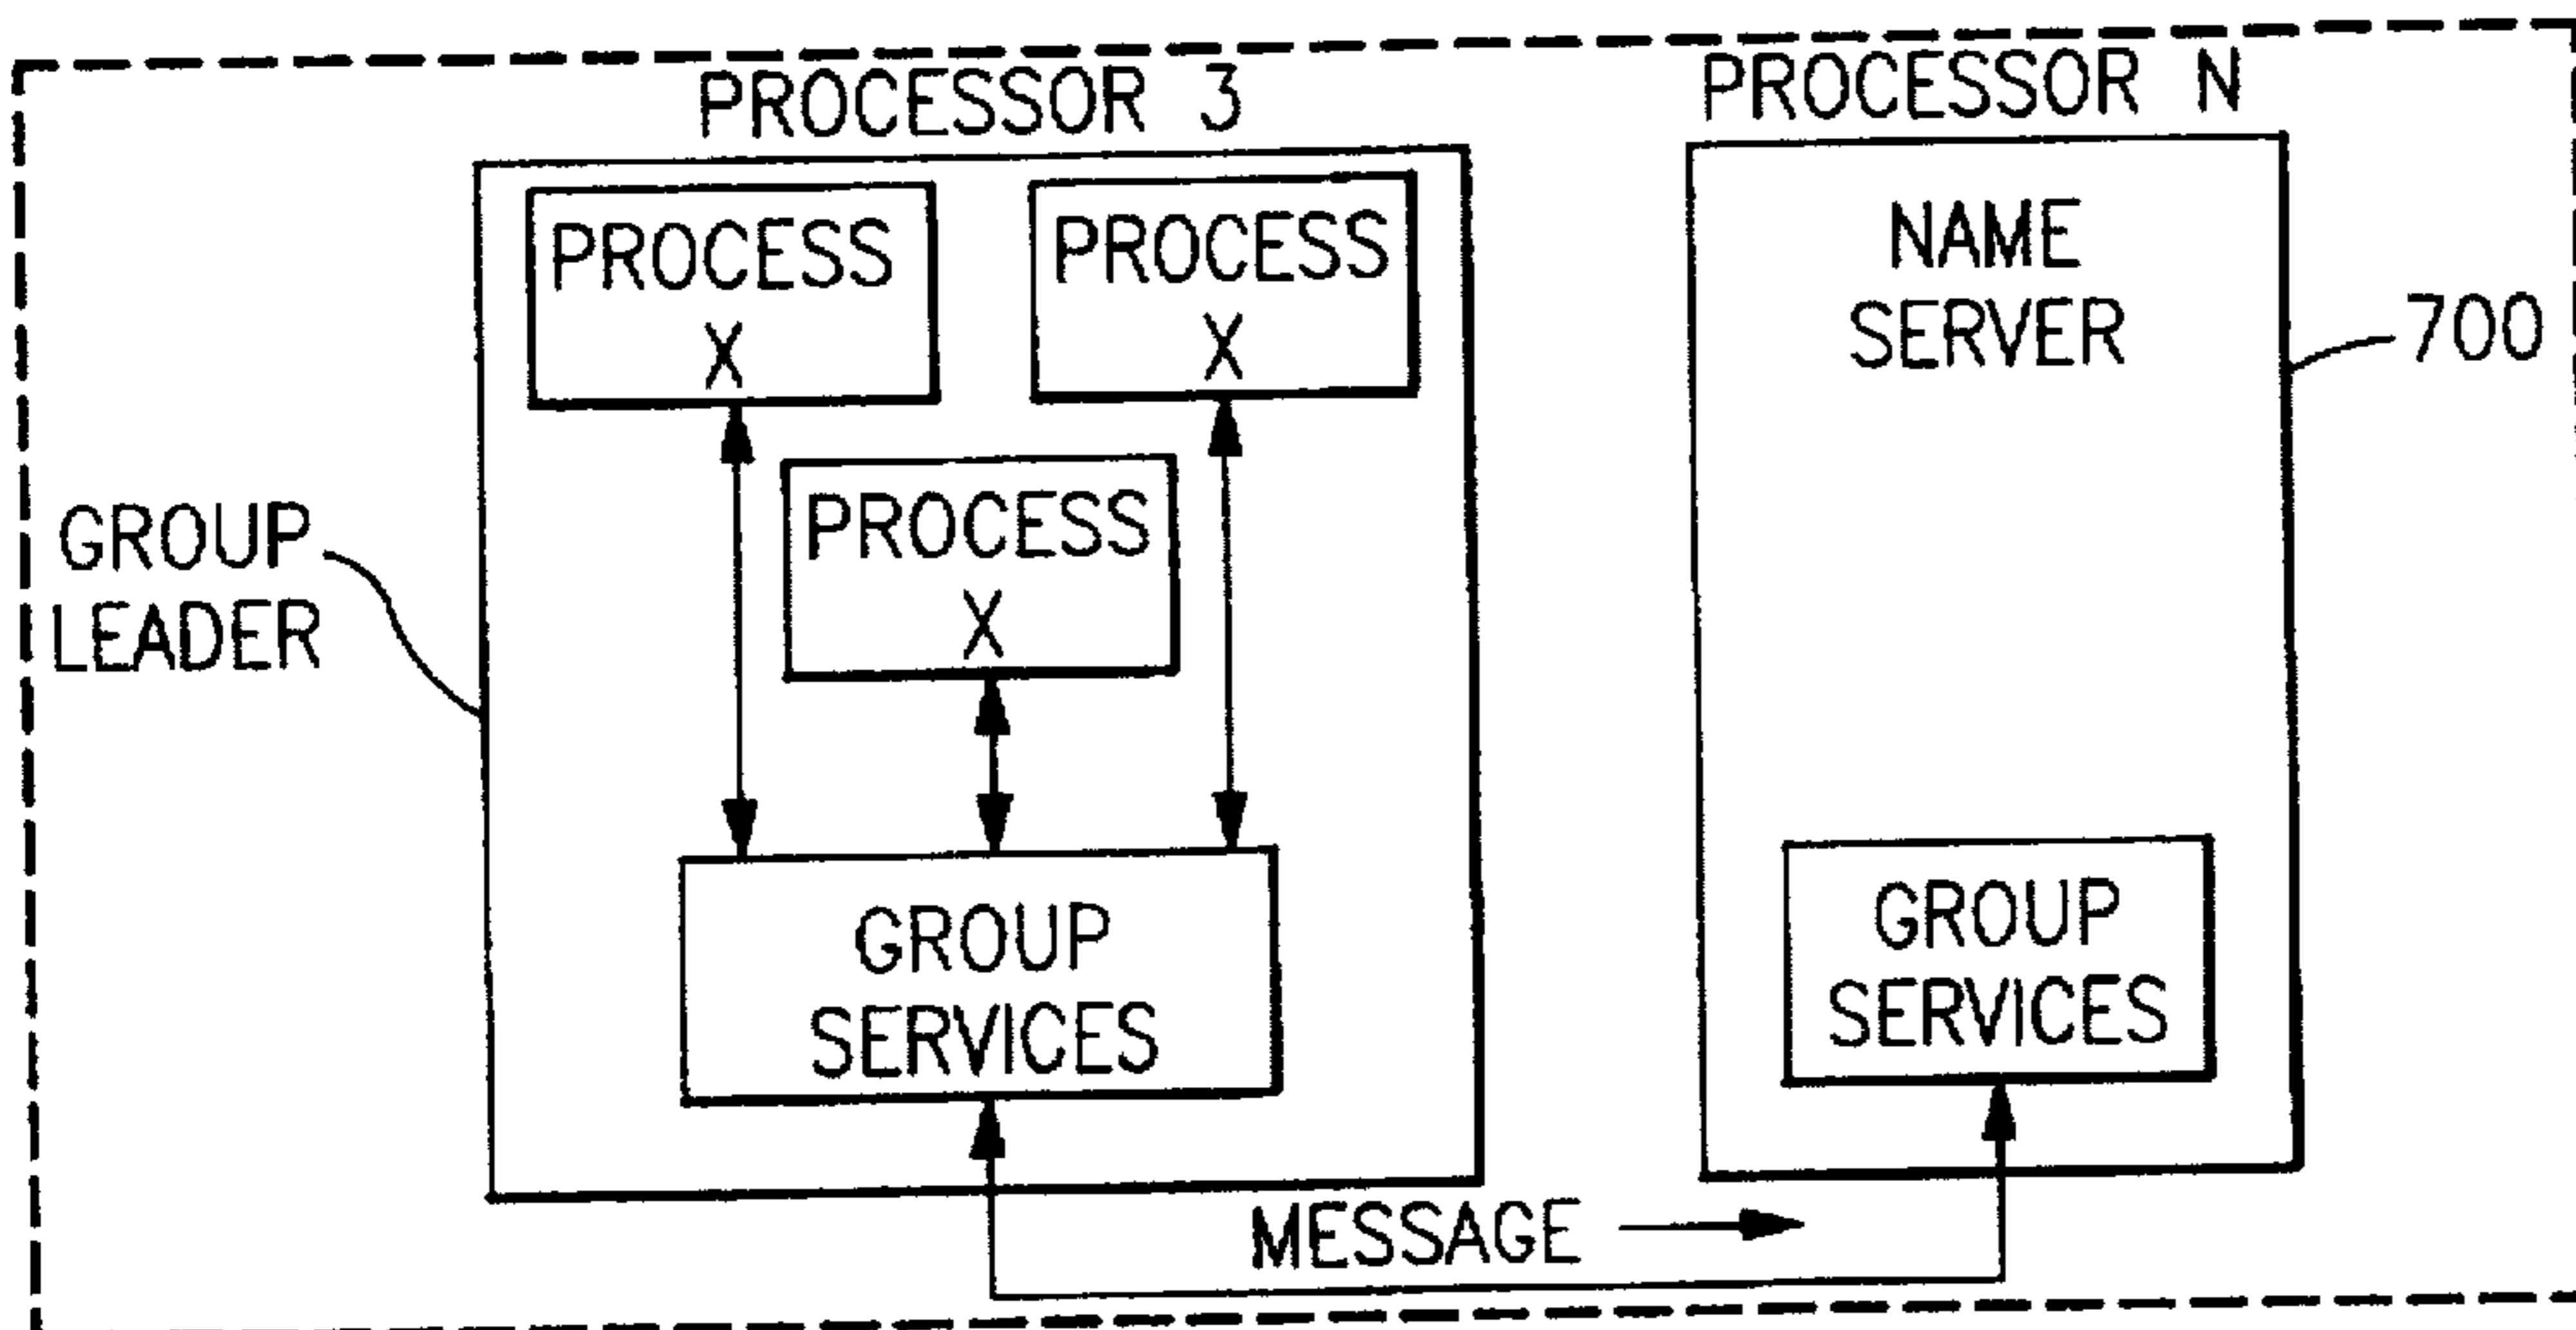 PROCESSOR 3
PROCESSOR N
PROCESS
X
PROCESS
X
NAME
SERVER
700
PROCESS
X
GROUP
LEADER
GROUP
SERVICES
GROUP
SERVICES
MESSAGE